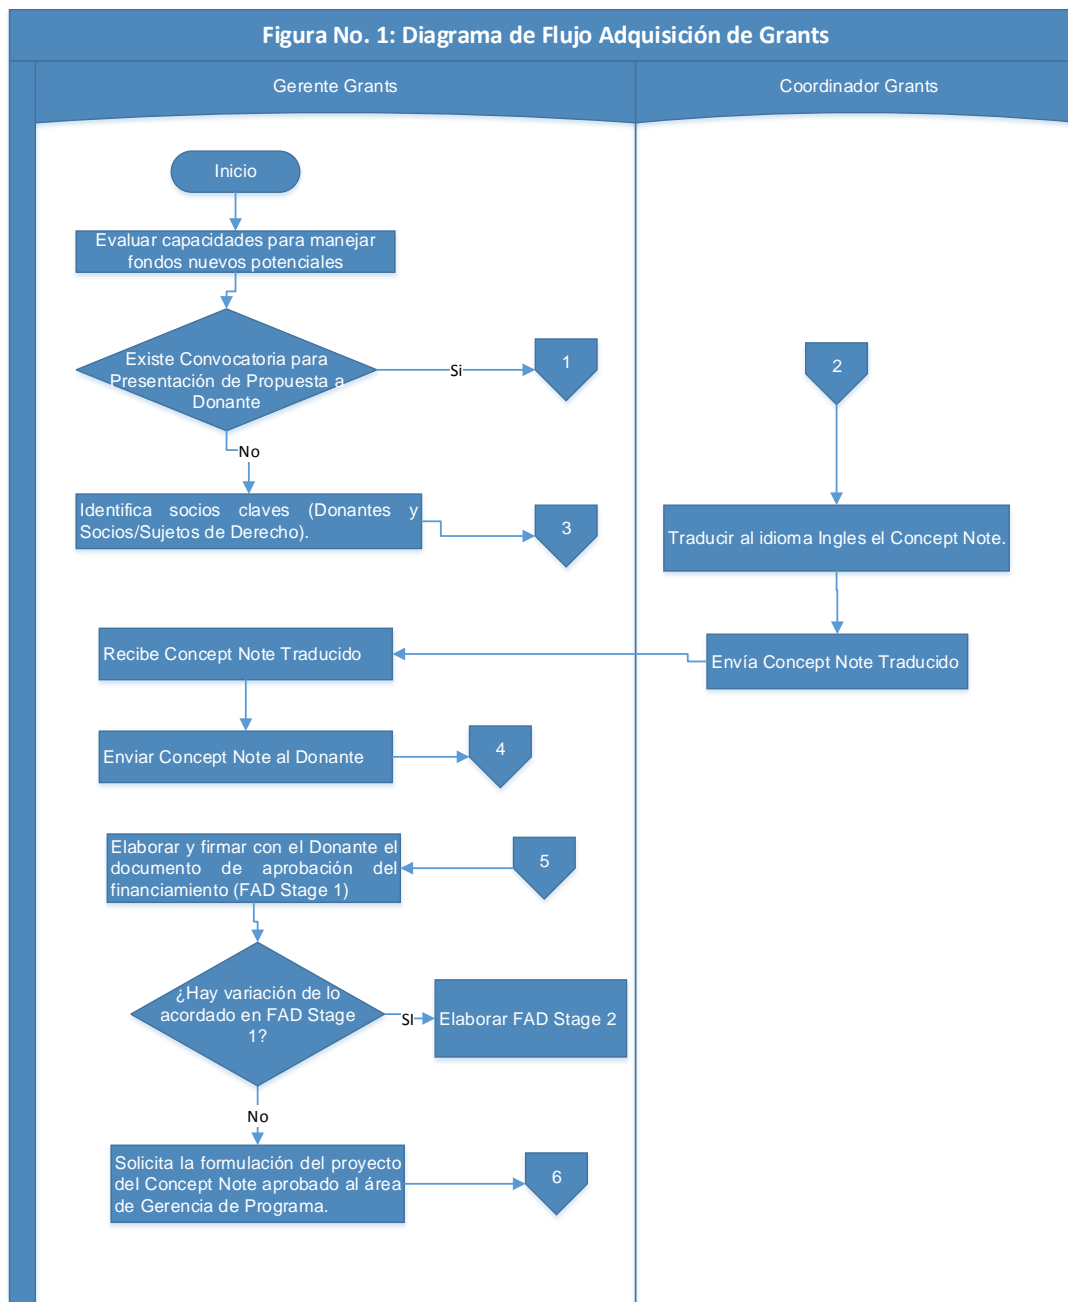 Figura No. 1: Diagrama de Flujo Adquisición de Grants
Gerente Grants
Coordinador Grants
Inicio
Evaluar capacidades para manejar
fondos nuevos potenciales
Existe Convocatoria para
Presentación de Propuesta a
Donante
Si
1
2
No
Identifica socios claves (Donantes y
Socios/Sujetos de Derecho).
3
Traducir al idioma Ingles el Concept Note.
Recibe Concept Note Traducido
Envía Concept Note Traducido
Enviar Concept Note al Donante
4
Elaborar y firmar con el Donante el
documento de aprobación del
financiamiento (FAD Stage 1)
5
¿Hay variación de lo
acordado en FAD Stage
1?
SI
Elaborar FAD Stage 2
No
Solicita la formulación del proyecto
del Concept Note aprobado al área
de Gerencia de Programa.
6